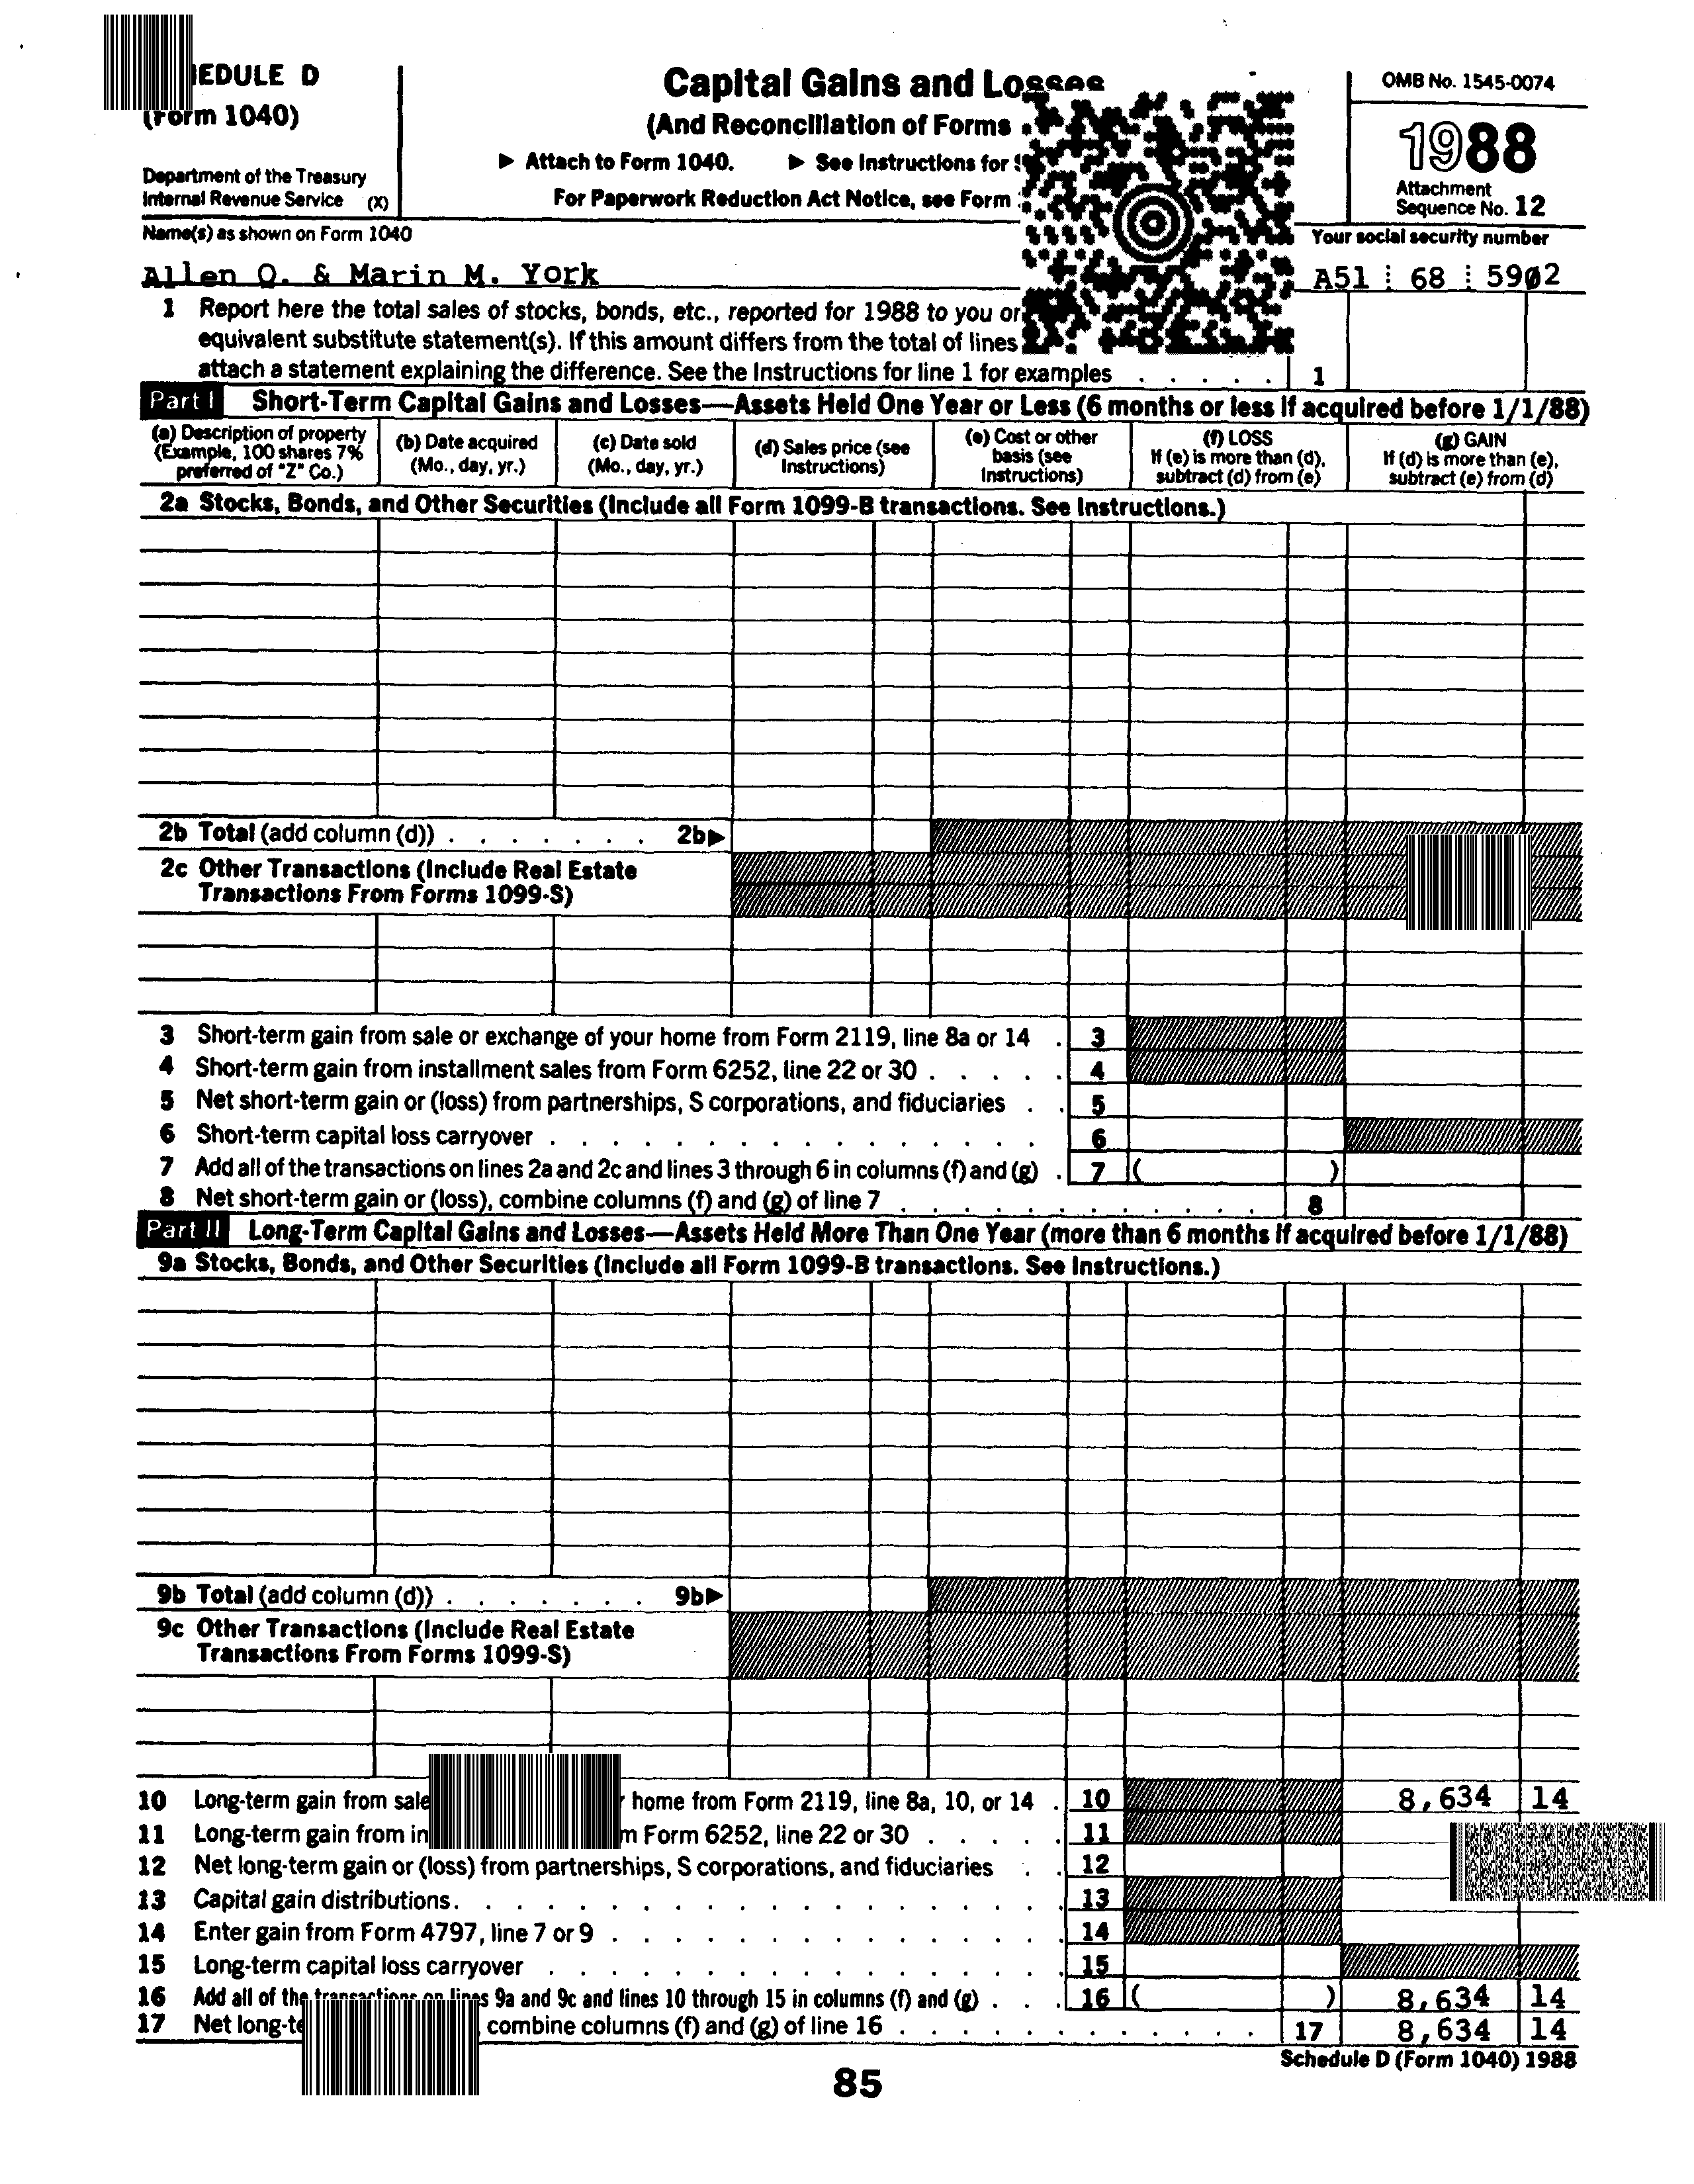 EDULE D
(Form 1040)
Department of the Treasury
Internal Revenue Service (X)
Capital Gains and Losses
(And Reconciliation of Forms
▶ Attach to Form 1040. ▶ See Instructions for
For Paperwork Reduction Act Notice, see Form
OMB No. 1545-0074
1988
Attachment
Sequence No. 12
Name(s) as shown on Form 1040
Your social security number
Allen Q. & Marin M. York
A51 68 5902
1 Report here the total sales of stocks, bonds, etc., reported for 1988 to you or
equivalent substitute statement(s). If this amount differs from the total of lines
attach a statement explaining the difference. See the Instructions for line 1 for examples . . . . . 1
Part I Short-Term Capital Gains and Losses—Assets Held One Year or Less (6 months or less if acquired before 1/1/88)
(a) Description of property
(Example, 100 shares 7%
preferred of "Z" Co.)
(b) Date acquired
(Mo., day, yr.)
(c) Date sold
(Mo., day, yr.)
(d) Sales price (see
Instructions)
(e) Cost or other
basis (see
Instructions)
(f) LOSS
If (e) is more than (d),
subtract (d) from (e)
(g) GAIN
If (d) is more than (e),
subtract (e) from (d)
2a Stocks, Bonds, and Other Securities (Include all Form 1099-B transactions. See Instructions.)
2b Total (add column (d)) . . . . . . . 2b▶
2c Other Transactions (Include Real Estate
Transactions From Forms 1099-S)
3 Short-term gain from sale or exchange of your home from Form 2119, line 8a or 14 . 3
4 Short-term gain from installment sales from Form 6252, line 22 or 30 . . . . . 4
5 Net short-term gain or (loss) from partnerships, S corporations, and fiduciaries . . 5
6 Short-term capital loss carryover . . . . . . . . . . . . . . 6
7 Add all of the transactions on lines 2a and 2c and lines 3 through 6 in columns (f) and (g) . 7 ( )
8 Net short-term gain or (loss), combine columns (f) and (g) of line 7 . . . . . . . . . . . . 8
Part II Long-Term Capital Gains and Losses—Assets Held More Than One Year (more than 6 months if acquired before 1/1/88)
9a Stocks, Bonds, and Other Securities (Include all Form 1099-B transactions. See Instructions.)
9b Total (add column (d)) . . . . . . . 9b▶
9c Other Transactions (Include Real Estate
Transactions From Forms 1099-S)
10 Long-term gain from sale home from Form 2119, line 8a, 10, or 14 . 10 8,634 14
11 Long-term gain from in m Form 6252, line 22 or 30 . . . . . 11
12 Net long-term gain or (loss) from partnerships, S corporations, and fiduciaries . . 12
13 Capital gain distributions. . . . . . . . . . . . . . . . . . 13
14 Enter gain from Form 4797, line 7 or 9 . . . . . . . . . . . . 14
15 Long-term capital loss carryover . . . . . . . . . . . . . . 15
16 Add all of the transactions on lines 9a and 9c and lines 10 through 15 in columns (f) and (g) . . . 16 ( ) 8,634 14
17 Net long-te , combine columns (f) and (g) of line 16 . . . . . . . . . . . . 17 8,634 14
Schedule D (Form 1040) 1988
85